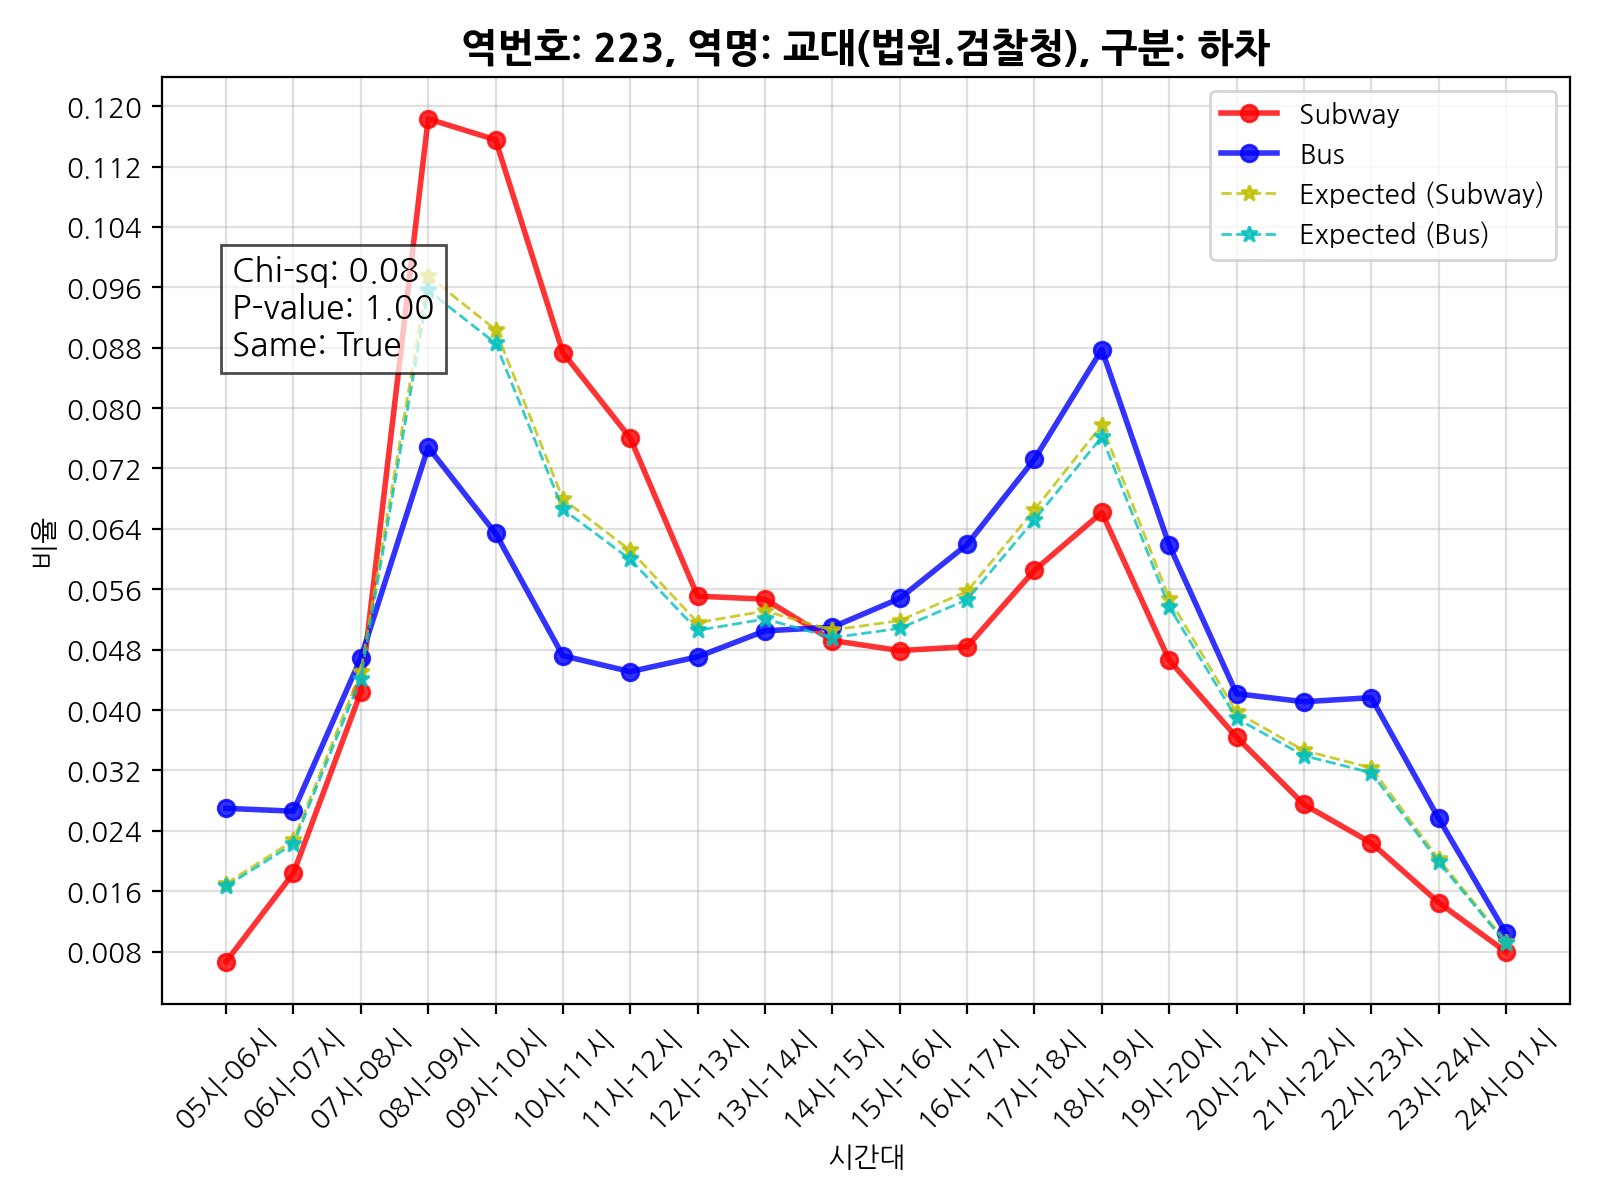 역번호: 223, 역명: 교대(법원.검찰청), 구분: 하차
0.120
0.112
0.104
0.096
0.088
0.080
0.072
0.064
0.056
0.048
0.040
0.032
0.024
0.016
0.008
비율
Subway
Bus
Expected (Subway)
Expected (Bus)
Chi-sq: 0.08
P-value: 1.00
Same: True
05시-06시
06시-07시
07시-08시
08시-09시
09시-10시
10시-11시
11시-12시
12시-13시
13시-14시
14시-15시
15시-16시
16시-17시
17시-18시
18시-19시
19시-20시
20시-21시
21시-22시
22시-23시
23시-24시
24시-01시
시간대